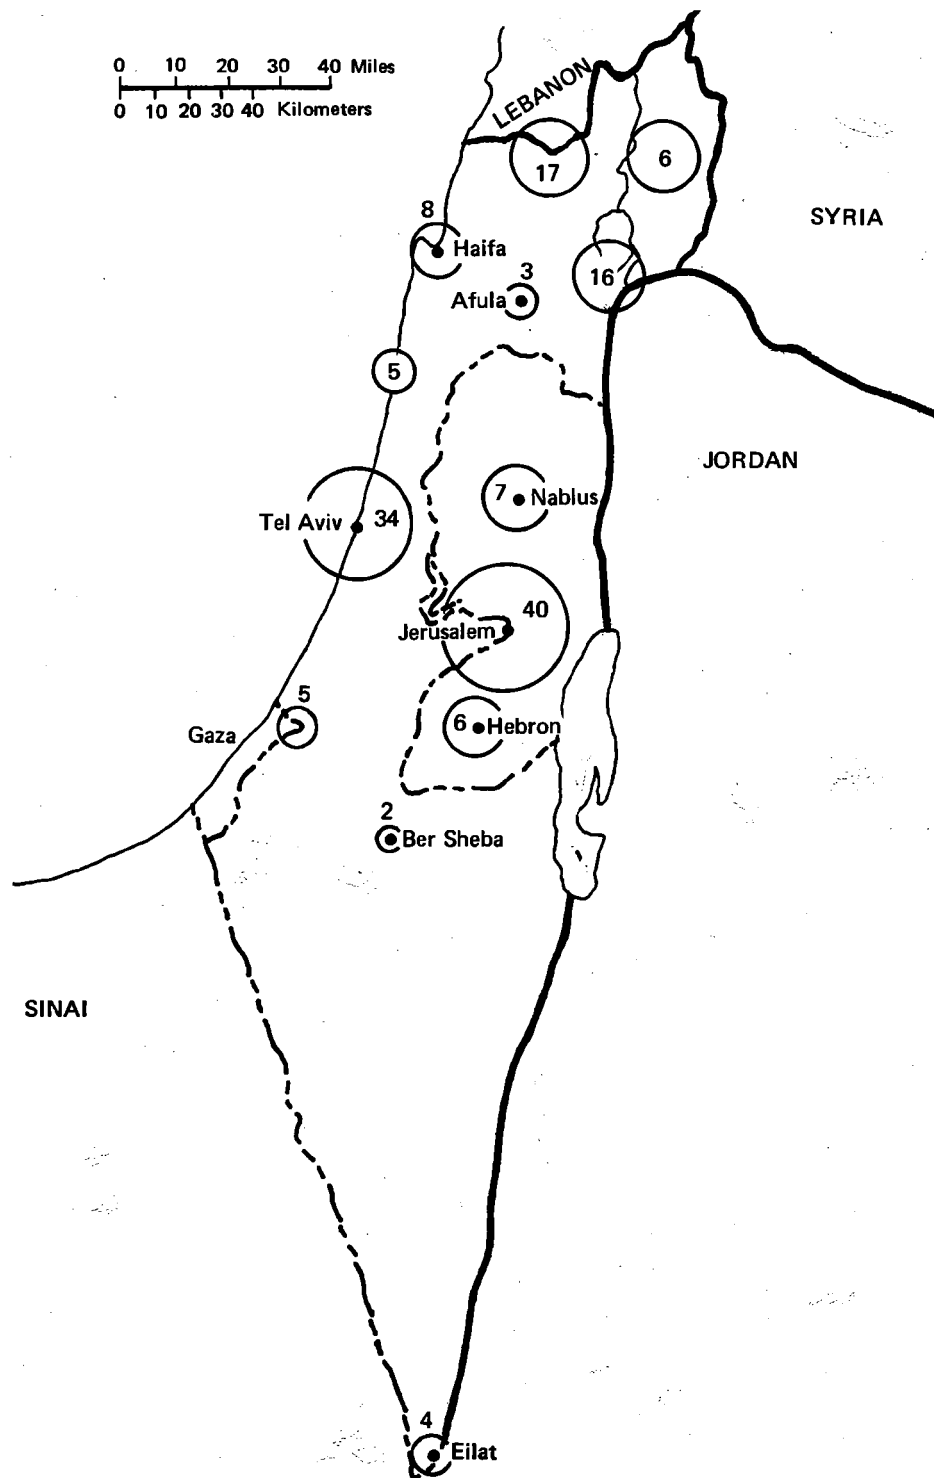 0 10 20 30 40 Miles
0 10 20 30 40 Kilometers
LEBANON
17
6
SYRIA
8
Haifa
3
16
Afula
5
JORDAN
7 Nablus
Tel Aviv 34
40
Jerusalem
5
6 Hebron
Gaza
2
Ber Sheba
SINAI
4
Eilat